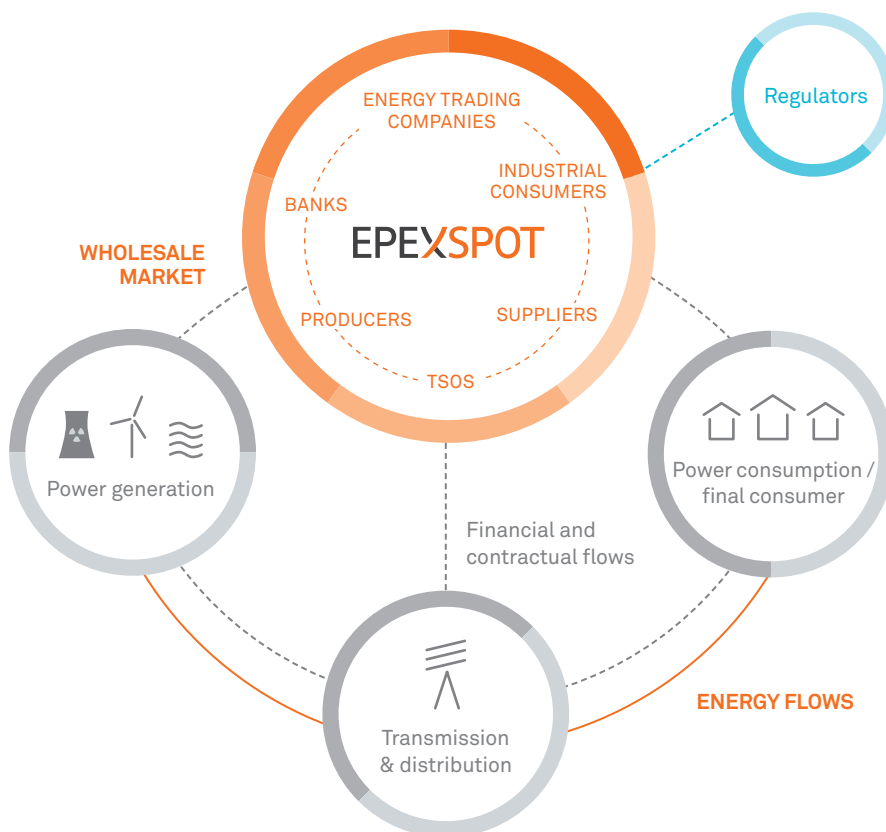 ENERGY TRADING
COMPANIES
Regulators
INDUSTRIAL
CONSUMERS
BANKS
EPEXSPOT
WHOLESALE
MARKET
PRODUCERS
SUPPLIERS
TSOS
Power generation
Power consumption /
final consumer
Financial and
contractual flows
Transmission
& distribution
ENERGY FLOWS